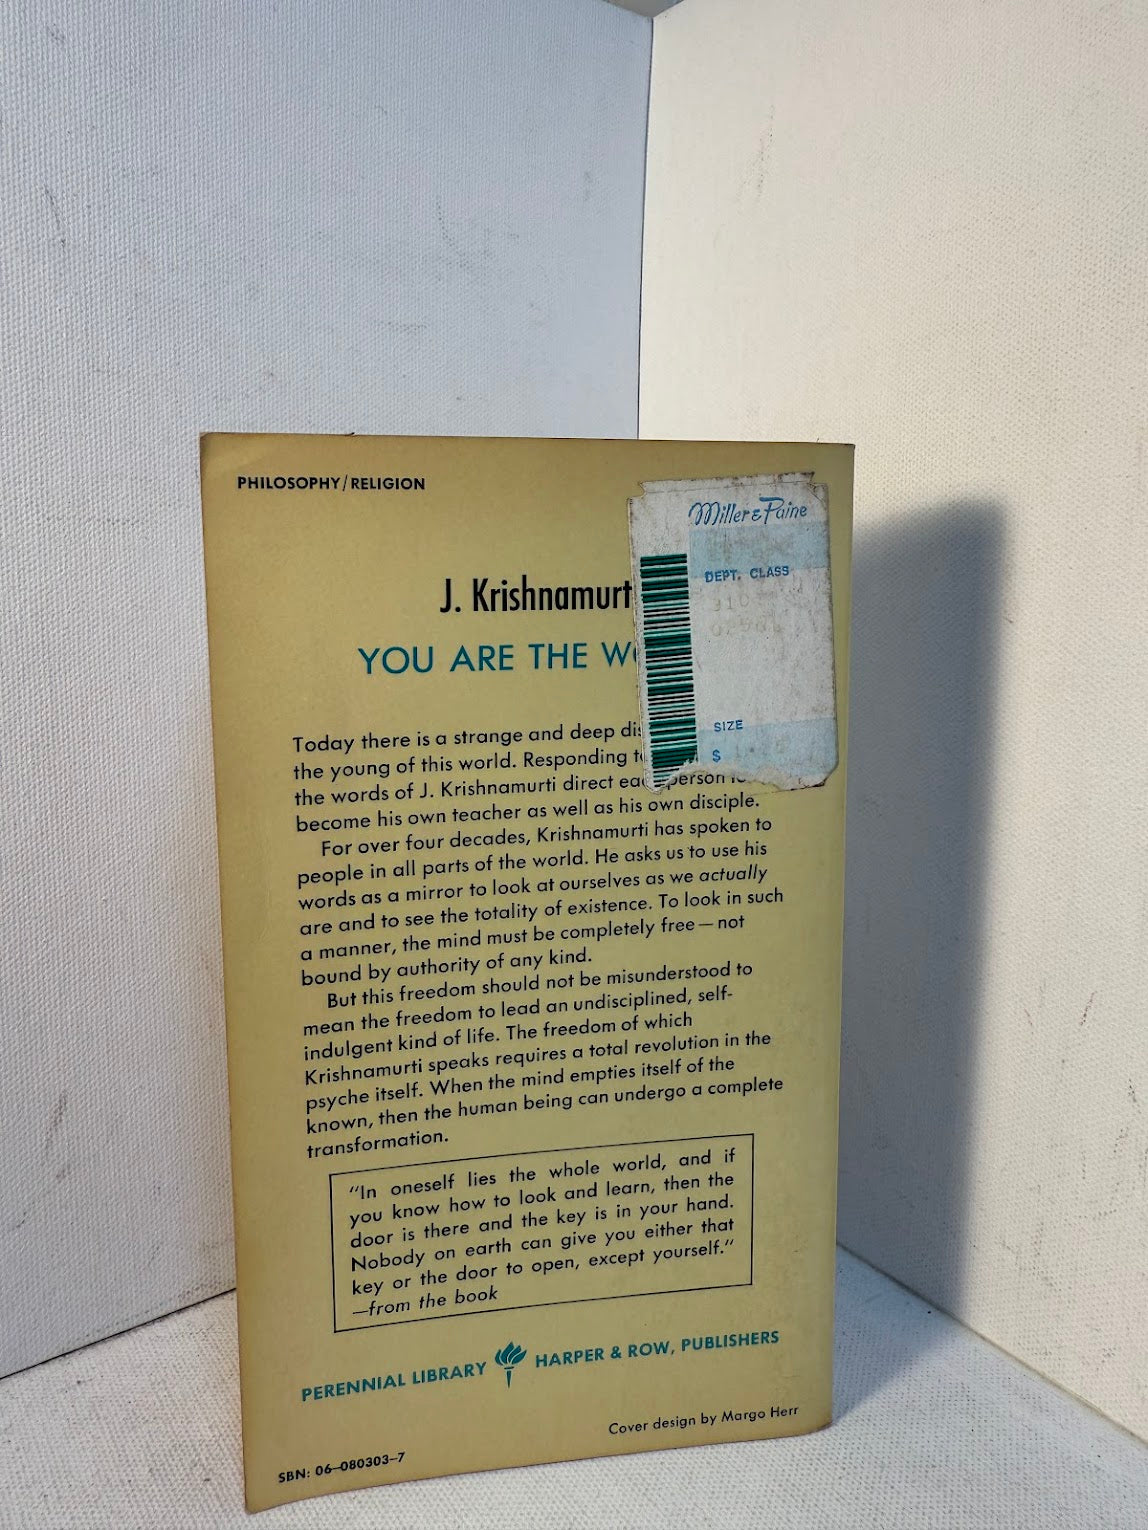 PHILOSOPHY/RELIGION
Miller & Paine
DEPT. CLASS
J. Krishnamurt
YOU ARE THE
SIZE
$
Today there is a strange and deep
the young of this world. Responding
the words of J. Krishnamurti direct person
become his own teacher as well as his own disciple.
For over four decades, Krishnamurti has spoken to
people in all parts of the world. He asks us to use his
words as a mirror to look at ourselves as we actually
are and to see the totality of existence. To look in such
a manner, the mind must be completely free—not
bound by authority of any kind.
But this freedom should not be misunderstood to
mean the freedom to lead an undisciplined, self-
indulgent kind of life. The freedom of which
Krishnamurti speaks requires a total revolution in the
psyche itself. When the mind empties itself of the
known, then the human being can undergo a complete
transformation.
"In oneself lies the whole world, and if
you know how to look and learn, then the
door is there and the key is in your hand.
Nobody on earth can give you either that
key or the door to open, except yourself."
—from the book
PERENNIAL LIBRARY HARPER & ROW, PUBLISHERS
Cover design by Margo Herr
SBN: 06-080303-7